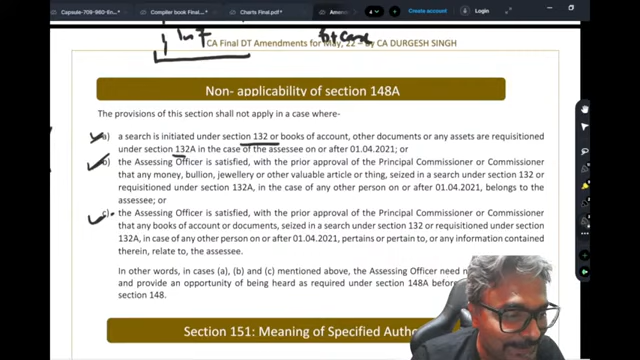 Capsule-709-960-En
Compiler book Final
Charts Final.pdf*
Amendm
4
Create account
Login
Inf
bt case
CA Final DT Amendments for May, 22 – by CA DURGESH SINGH
Non- applicability of section 148A
The provisions of this section shall not apply in a case where-
a) a search is initiated under section 132 or books of account, other documents or any assets are requisitioned
under section 132A in the case of the assessee on or after 01.04.2021; or
b) the Assessing Officer is satisfied, with the prior approval of the Principal Commissioner or Commissioner
that any money, bullion, jewellery or other valuable article or thing, seized in a search under section 132 or
requisitioned under section 132A, in the case of any other person on or after 01.04.2021, belongs to the
assessee; or
c) the Assessing Officer is satisfied, with the prior approval of the Principal Commissioner or Commissioner
that any books of account or documents, seized in a search under section 132 or requisitioned under section
132A, in case of any other person on or after 01.04.2021, pertains or pertain to, or any information contained
therein, relate to, the assessee.
In other words, in cases (a), (b) and (c) mentioned above, the Assessing Officer need n
and provide an opportunity of being heard as required under section 148A before
section 148.
Section 151: Meaning of Specified Autho